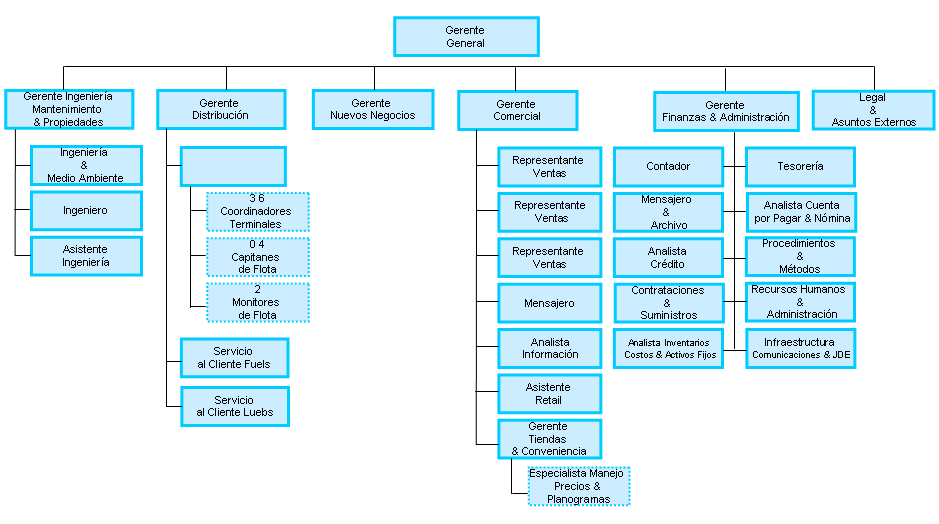 Gerente
General
Gerente Ingeniería
Mantenimiento
& Propiedades
Gerente
Distribución
Gerente
Nuevos Negocios
Gerente
Comercial
Gerente
Finanzas & Administración
Legal
&
Asuntos Externos
Ingeniería
&
Medio Ambiente
Ingeniero
Asistente
Ingeniería
3 6
Coordinadores
Terminales
0 4
Capitanes
de Flota
2
Monitores
de Flota
Servicio
al Cliente Fuels
Servicio
al Cliente Luebs
Representante
Ventas
Representante
Ventas
Representante
Ventas
Mensajero
Analista
Información
Asistente
Retail
Gerente
Tiendas
& Conveniencia
Especialista Manejo
Precios &
Planogramas
Contador
Mensajero
&
Archivo
Analista
Crédito
Contrataciones
&
Suministros
Analista Inventarios
Costos & Activos Fijos
Tesorería
Analista Cuenta
por Pagar & Nómina
Procedimientos
&
Métodos
Recursos Humanos
&
Administración
Infraestructura
Comunicaciones & JDE